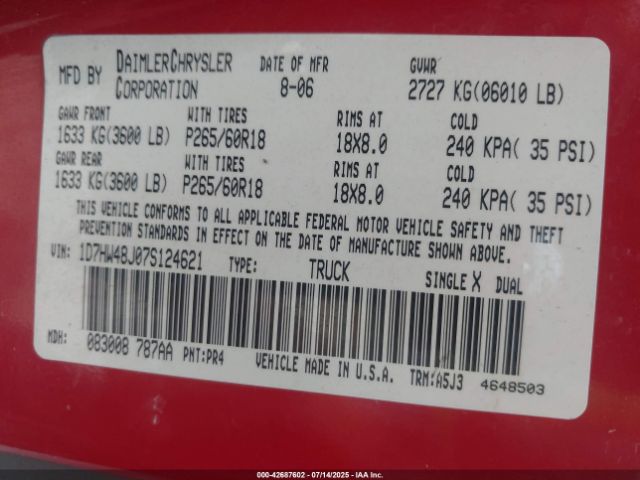 MFD BY DAIMLERCHRYSLER CORPORATION DATE OF MFR 8-06 GVWR 2727 KG(06010 LB)
GAWR FRONT WITH TIRES RIMS AT COLD
1633 KG(3600 LB) P265/60R18 18X8.0 240 KPA( 35 PSI)
GAWR REAR WITH TIRES RIMS AT COLD
1633 KG(3600 LB) P265/60R18 18X8.0 240 KPA( 35 PSI)
THIS VEHICLE CONFORMS TO ALL APPLICABLE FEDERAL MOTOR VEHICLE SAFETY AND THEFT
PREVENTION STANDARDS IN EFFECT ON THE DATE OF MANUFACTURE SHOWN ABOVE.
VIN: 1D7HW48J07S124621 TYPE: TRUCK SINGLE X DUAL
MDH: 083008 787AA PNT:PR4 VEHICLE MADE IN U.S.A. TRM:A5J3 4648503
000-42687602 - 07/14/2025 - IAA Inc.